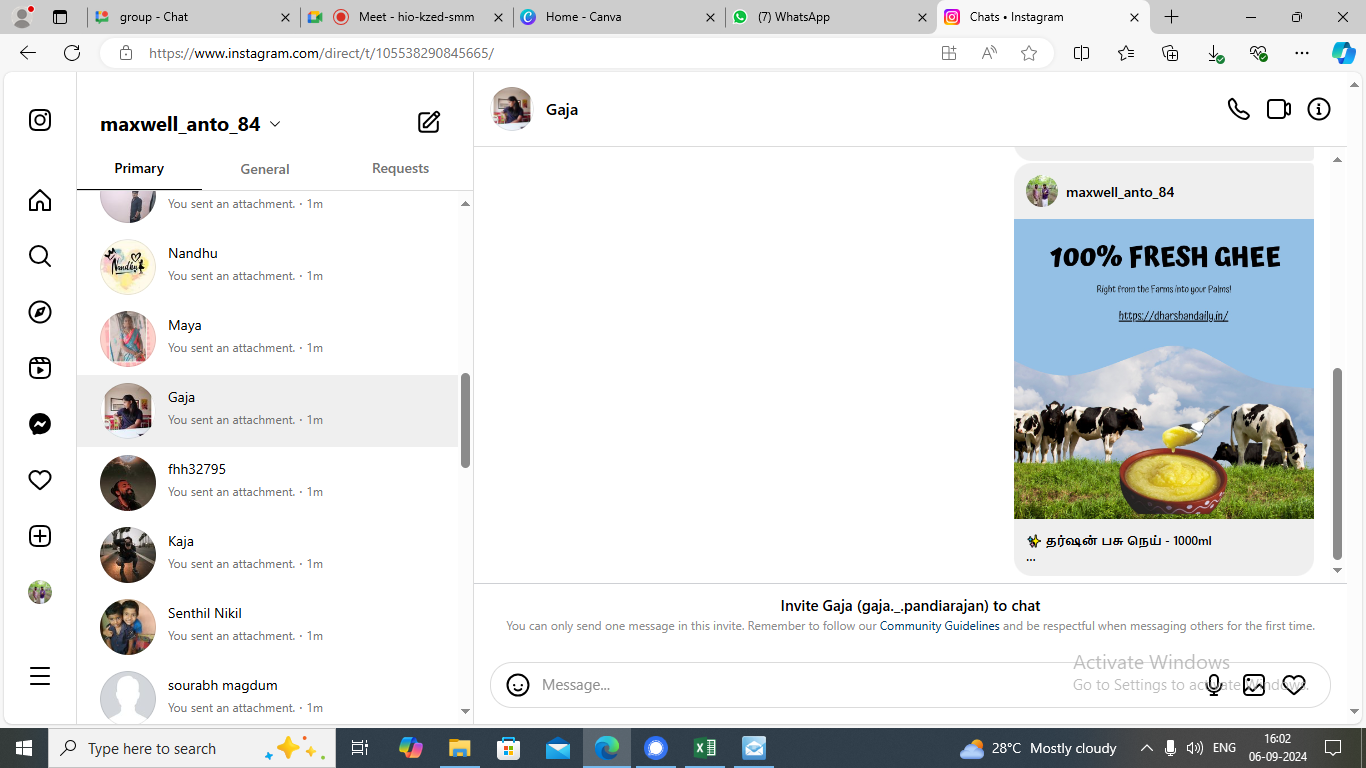 group - Chat
Meet - hio-kzed-smm
Home - Canva
(7) WhatsApp
Chats • Instagram
https://www.instagram.com/direct/t/105538290845665/
maxwell_anto_84
Primary
General
Requests
You sent an attachment. · 1m
Nandhu
You sent an attachment. · 1m
Maya
You sent an attachment. · 1m
Gaja
You sent an attachment. · 1m
fhh32795
You sent an attachment. · 1m
Kaja
You sent an attachment. · 1m
Senthil Nikil
You sent an attachment. · 1m
sourabh magdum
You sent an attachment. · 1m
Gaja
maxwell_anto_84
100% FRESH GHEE
Right from the Farms into your Palms!
https://dharshandaily.in/
✨ தர்ஷன் பசு நெய் - 1000ml
...
Invite Gaja (gaja._.pandiarajan) to chat
You can only send one message in this invite. Remember to follow our Community Guidelines and be respectful when messaging others for the first time.
Message...
Activate Windows
Go to Settings to activate Windows.
Type here to search
28°C Mostly cloudy
ENG
16:02
06-09-2024